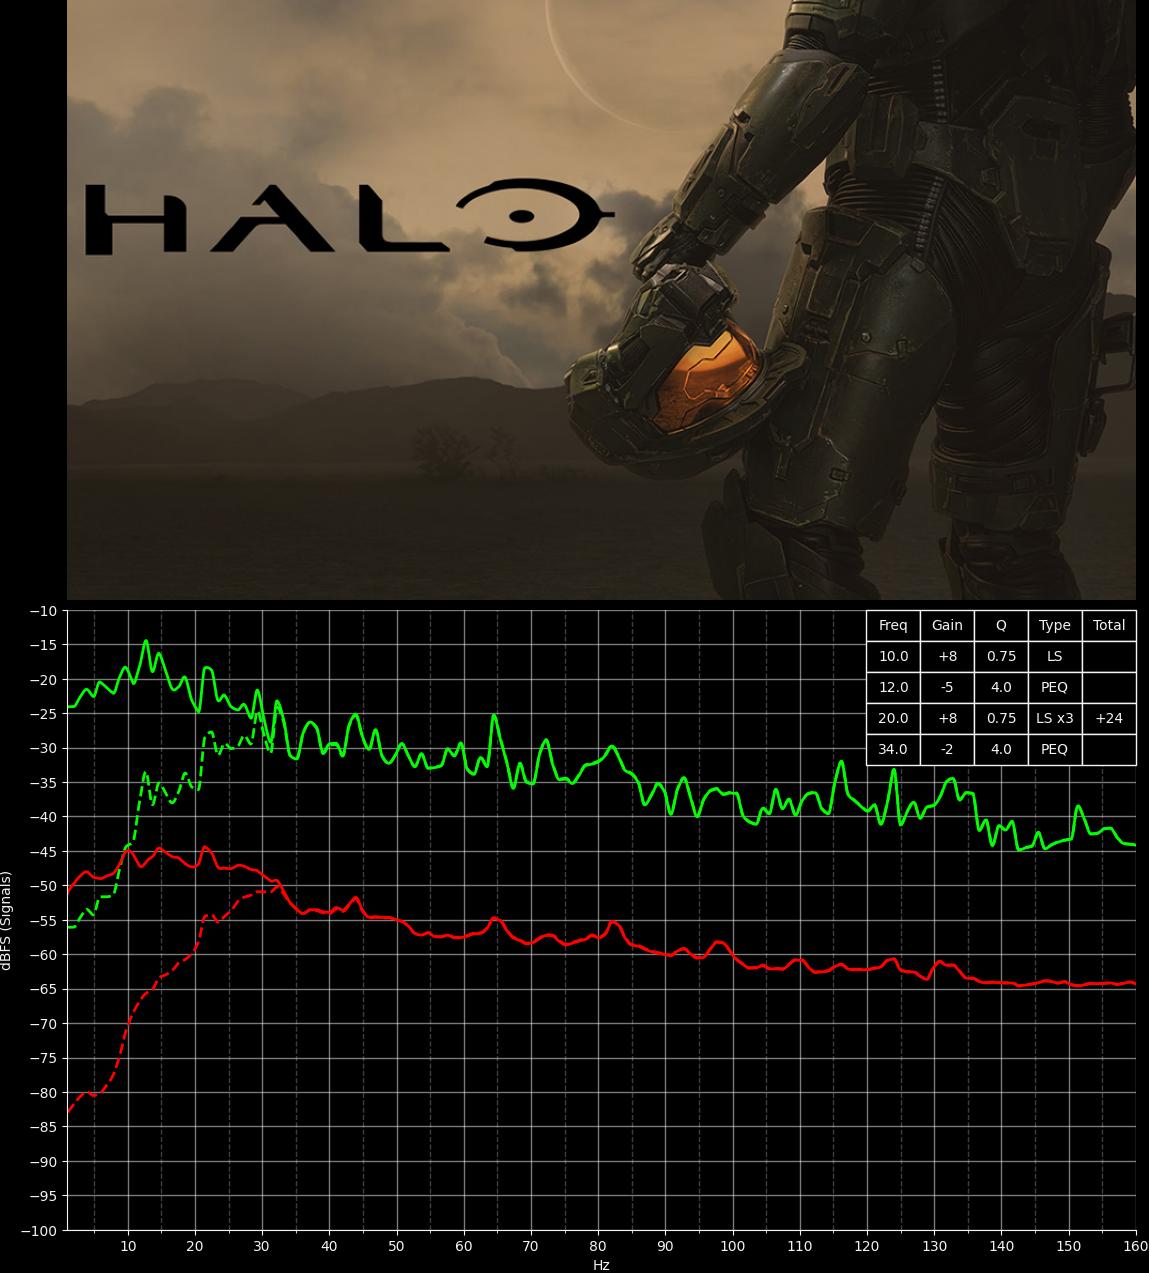 HALO
Freq Gain Q Type Total
10.0 +8 0.75 LS
12.0 -5 4.0 PEQ
20.0 +8 0.75 LS x3 +24
34.0 -2 4.0 PEQ
−10
−15
−20
−25
−30
−35
−40
−45
−50
−55
−60
−65
−70
−75
−80
−85
−90
−95
−100
dBFS (Signals)
10 20 30 40 50 60 70 80 90 100 110 120 130 140 150 160
Hz